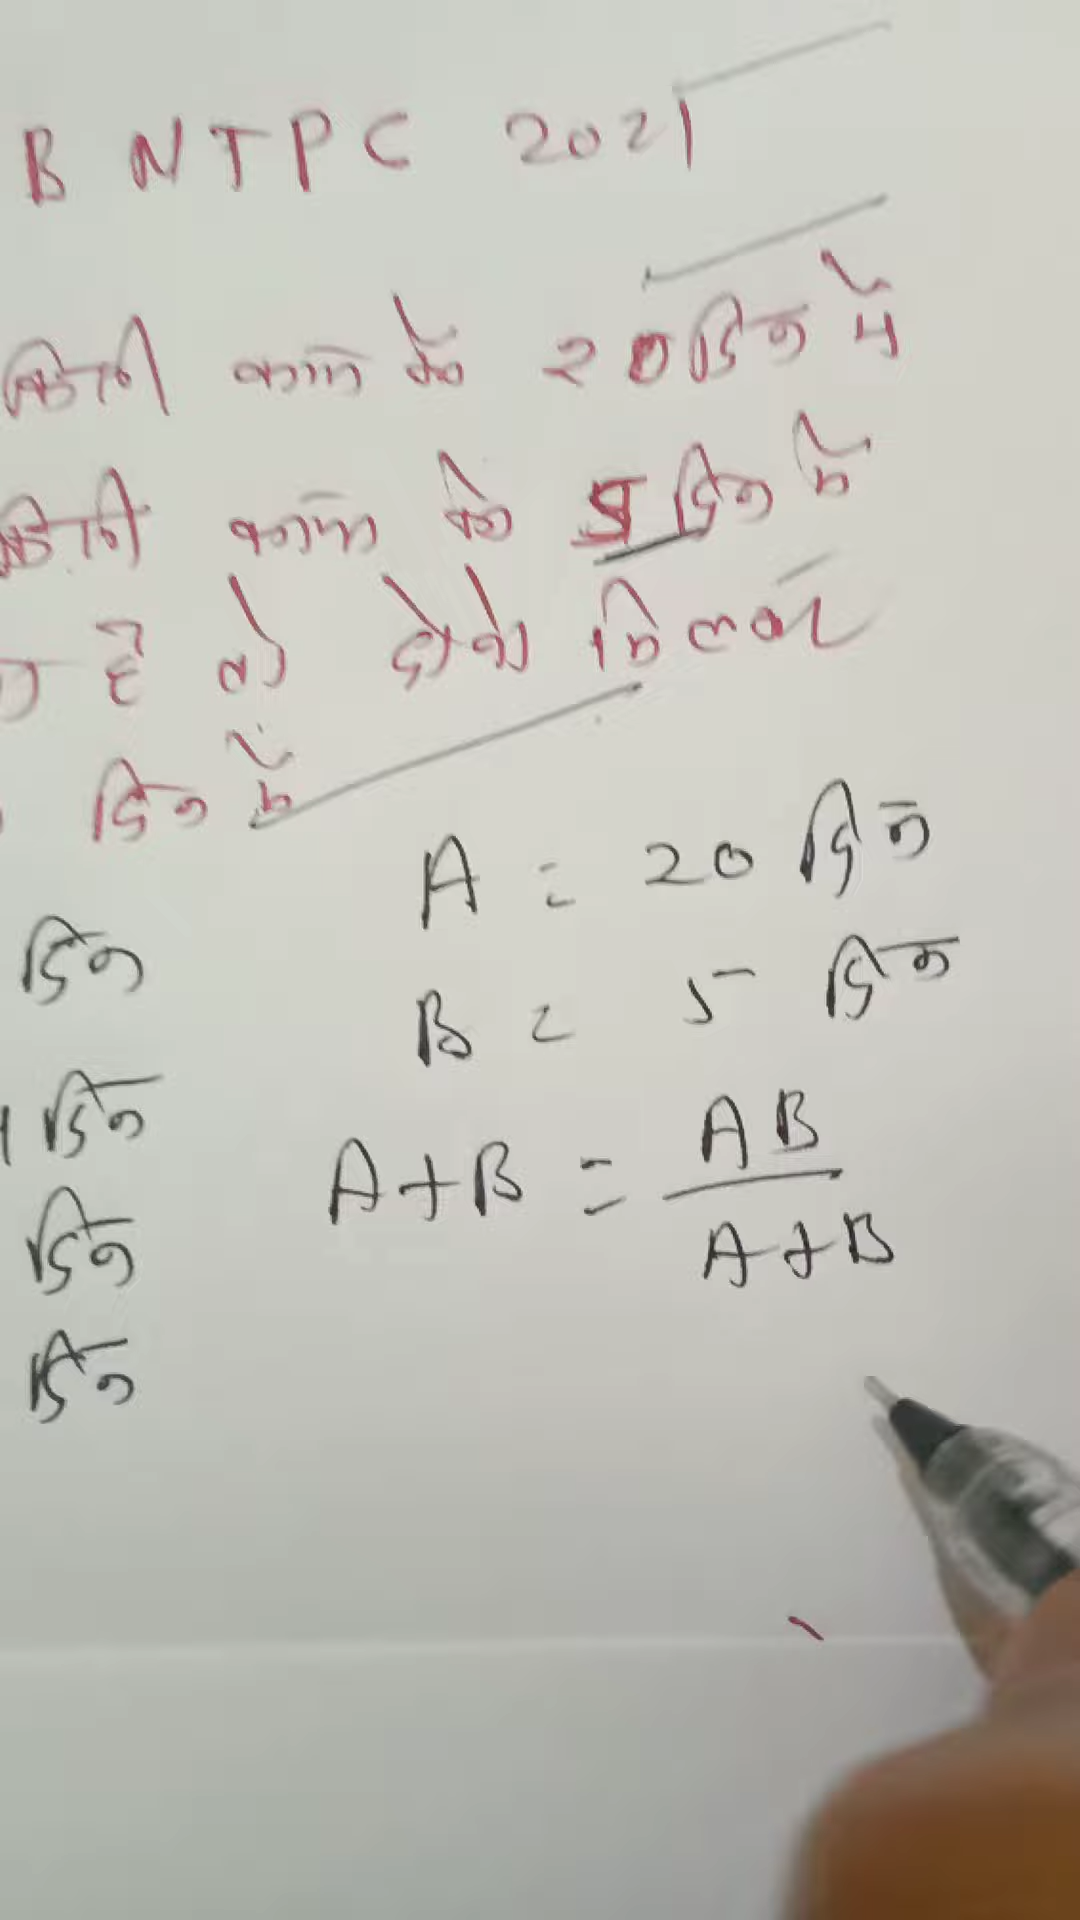 B NTPC 2021
किसी काम को 20 दिन में
किसी काम को 5 दिन में
है तो दोनो मिलकर
दिन में
A = 20 दिन
दिन
B = 5 दिन
दिन
A+B = AB
A+B
दिन
दिन